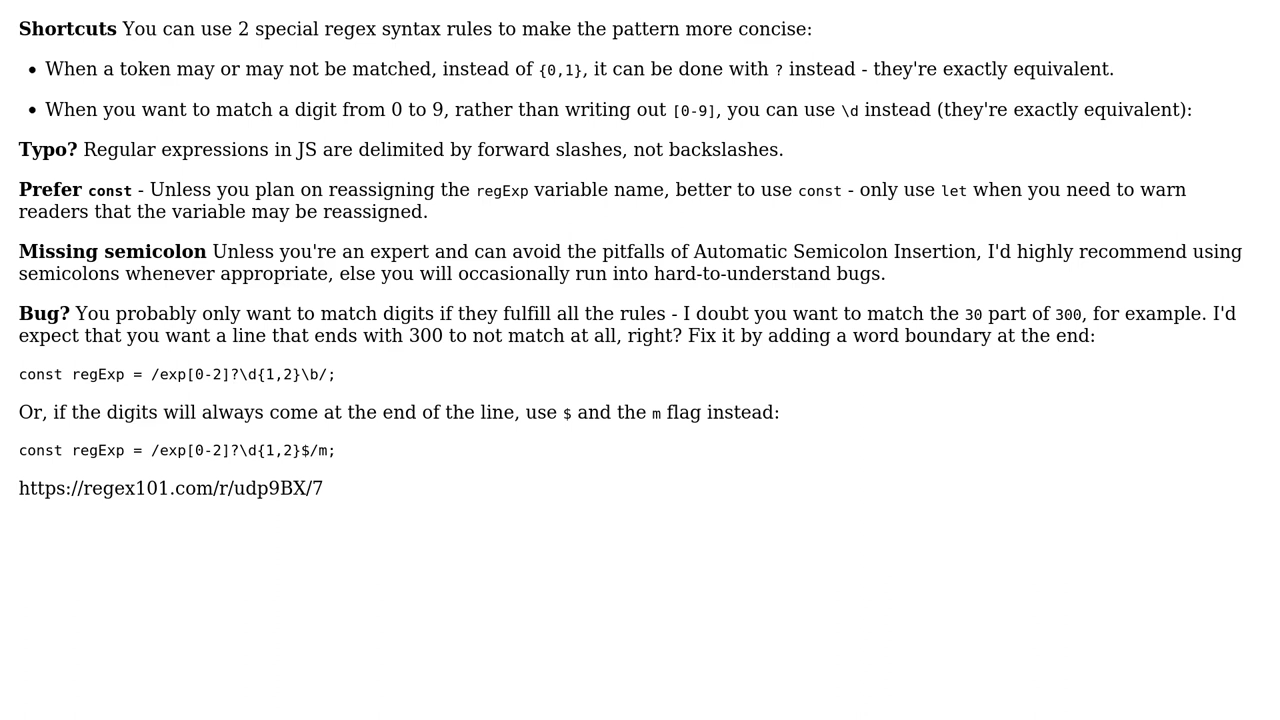 Shortcuts You can use 2 special regex syntax rules to make the pattern more concise:
• When a token may or may not be matched, instead of {0,1}, it can be done with ? instead - they're exactly equivalent.
• When you want to match a digit from 0 to 9, rather than writing out [0-9], you can use \d instead (they're exactly equivalent):
Typo? Regular expressions in JS are delimited by forward slashes, not backslashes.
Prefer const - Unless you plan on reassigning the regExp variable name, better to use const - only use let when you need to warn
readers that the variable may be reassigned.
Missing semicolon Unless you're an expert and can avoid the pitfalls of Automatic Semicolon Insertion, I'd highly recommend using
semicolons whenever appropriate, else you will occasionally run into hard-to-understand bugs.
Bug? You probably only want to match digits if they fulfill all the rules - I doubt you want to match the 30 part of 300, for example. I'd
expect that you want a line that ends with 300 to not match at all, right? Fix it by adding a word boundary at the end:
const regExp = /exp[0-2]?\d{1,2}\b/;
Or, if the digits will always come at the end of the line, use $ and the m flag instead:
const regExp = /exp[0-2]?\d{1,2}$/m;
https://regex101.com/r/udp9BX/7